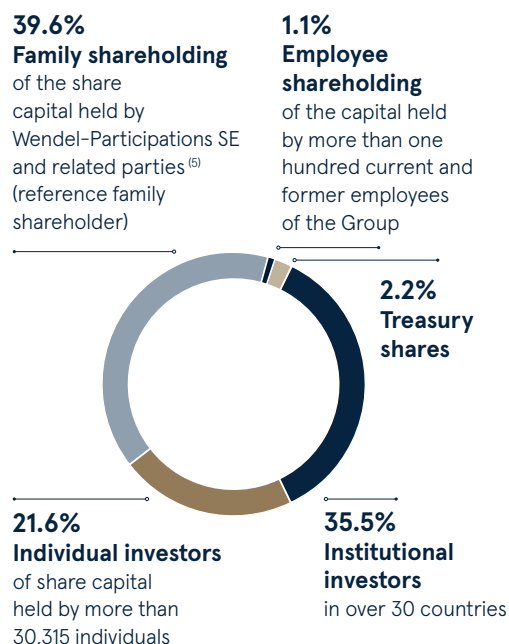 39.6%
Family shareholding
of the share
capital held by
Wendel-Participations SE
and related parties (5)
(reference family
shareholder)
1.1%
Employee
shareholding
of the capital held
by more than one
hundred current and
former employees
of the Group
2.2%
Treasury
shares
21.6%
Individual investors
of share capital
held by more than
30,315 individuals
35.5%
Institutional
investors
in over 30 countries